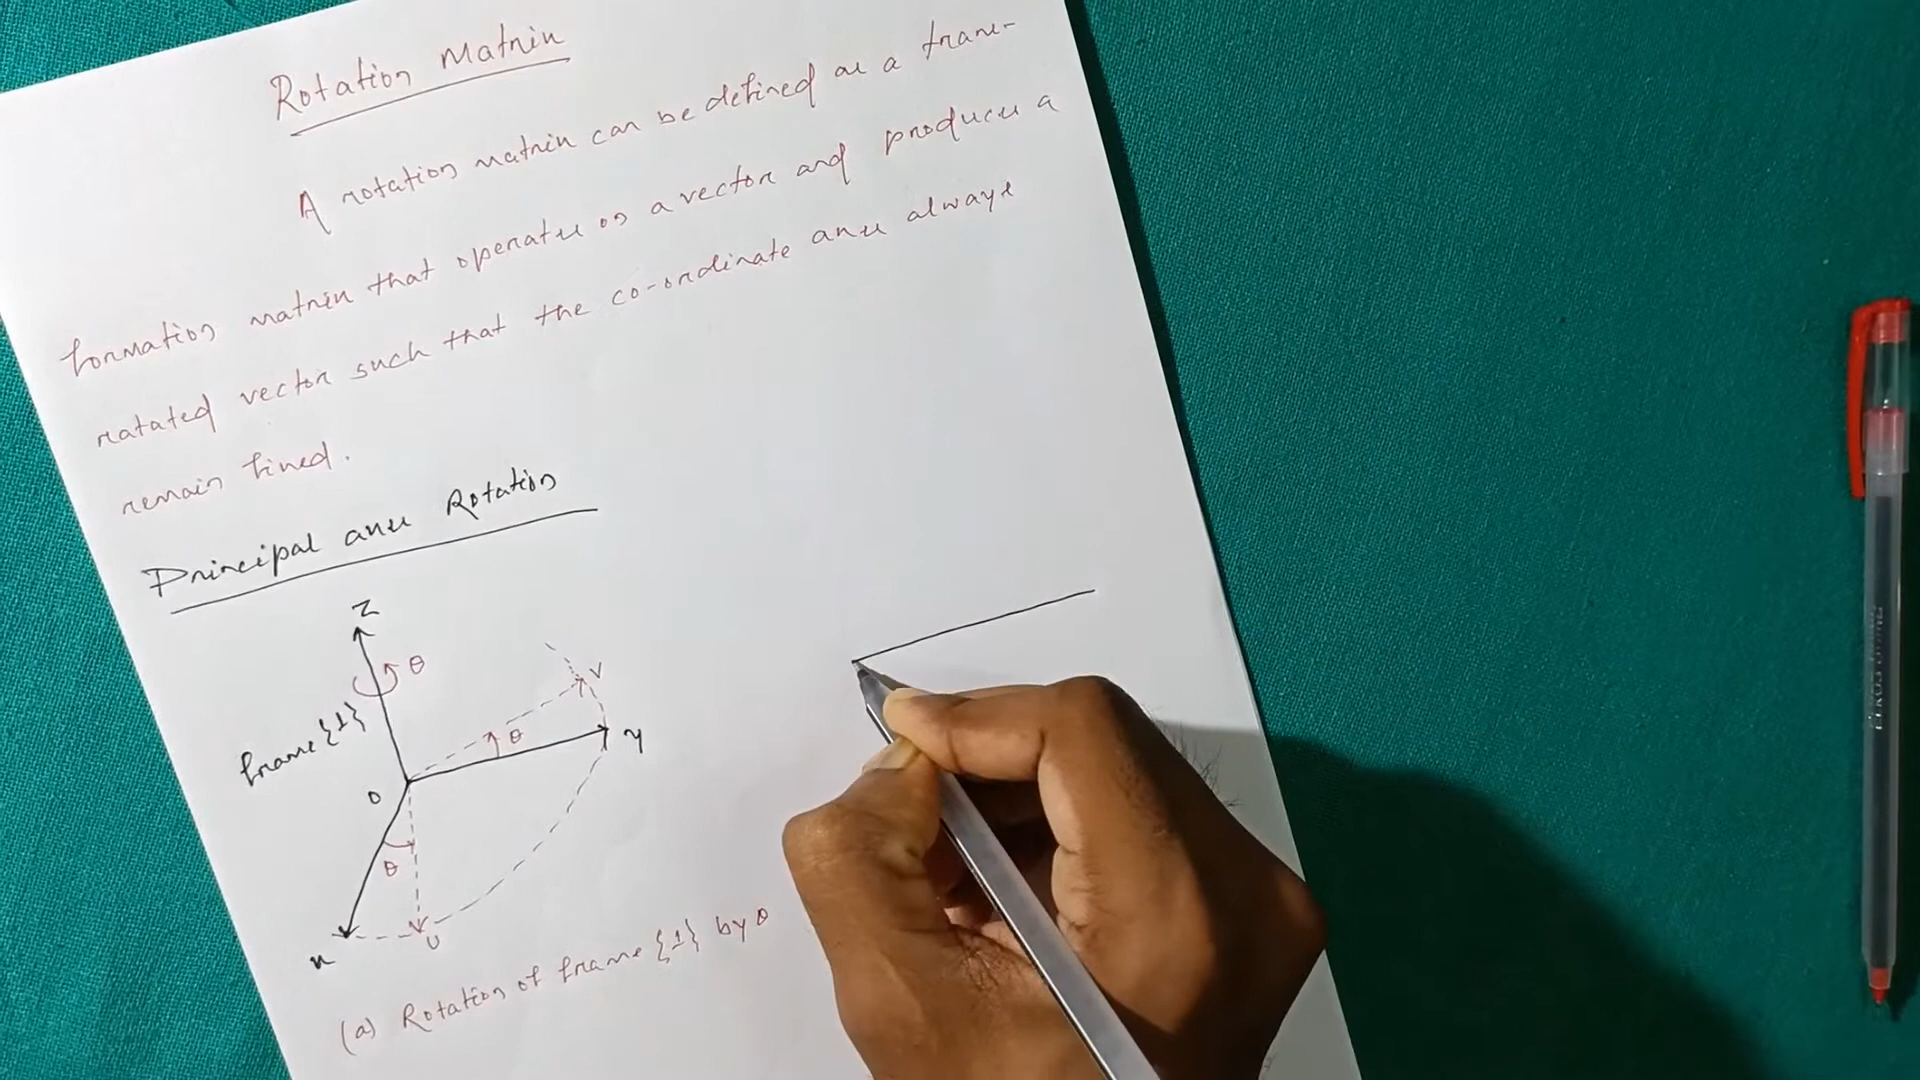 Rotation Matrix
A rotation matrix can be defined as a trans-
formation matrix that operates on a vector and produces a
ratated vector such that the co-ordinate axes always
remain fixed.
Principal axes Rotation
Z
θ
V
frame {1}
θ
y
O
θ
U
x
(a) Rotation of frame {1} by θ